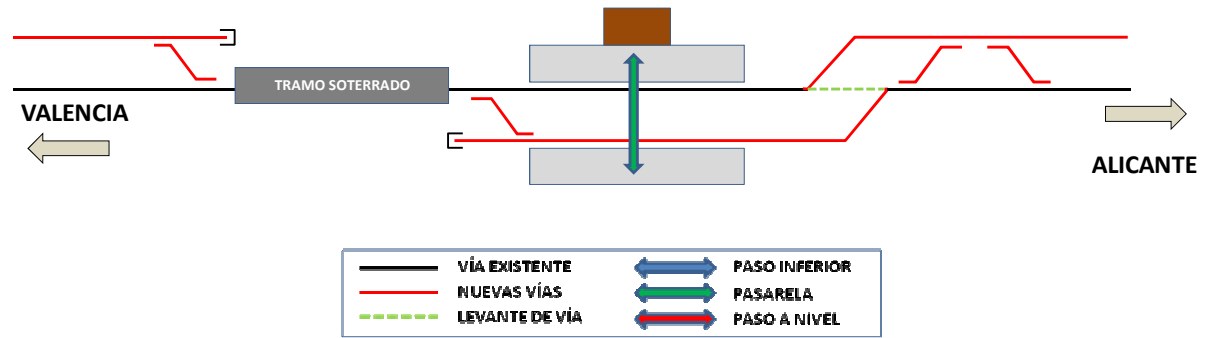 TRAMO SOTERRADO
VALENCIA
ALICANTE
VÍA EXISTENTE
PASO INFERIOR
NUEVAS VÍAS
PASARELA
LEVANTE DE VÍA
PASO A NIVEL